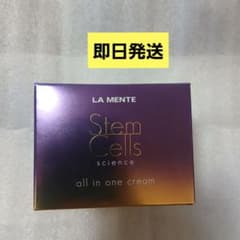 即日発送
LA MENTE
Stem
Cells
science
all in one cream